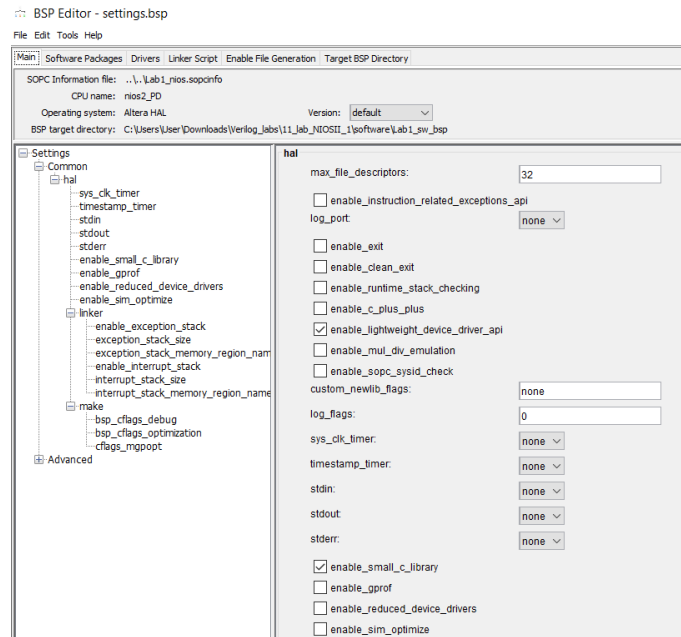 BSP Editor - settings.bsp
File Edit Tools Help
Main Software Packages Drivers Linker Script Enable File Generation Target BSP Directory
SOPC Information file: ..\..\Lab1_nios.sopcinfo
CPU name: nios2_PD
Operating system: Altera HAL Version: default
BSP target directory: C:\Users\User\Downloads\Verilog_labs\11_lab_NIOSII_1\software\Lab1_sw_bsp
Settings
Common
hal
sys_clk_timer
timestamp_timer
stdin
stdout
stderr
enable_small_c_library
enable_gprof
enable_reduced_device_drivers
enable_sim_optimize
linker
enable_exception_stack
exception_stack_size
exception_stack_memory_region_nam
enable_interrupt_stack
interrupt_stack_size
interrupt_stack_memory_region_name
make
bsp_cflags_debug
bsp_cflags_optimization
cflags_mgpopt
Advanced
hal
max_file_descriptors: 32
enable_instruction_related_exceptions_api
log_port: none
enable_exit
enable_clean_exit
enable_runtime_stack_checking
enable_c_plus_plus
enable_lightweight_device_driver_api
enable_mul_div_emulation
enable_sopc_sysid_check
custom_newlib_flags: none
log_flags: 0
sys_clk_timer: none
timestamp_timer: none
stdin: none
stdout: none
stderr: none
enable_small_c_library
enable_gprof
enable_reduced_device_drivers
enable_sim_optimize